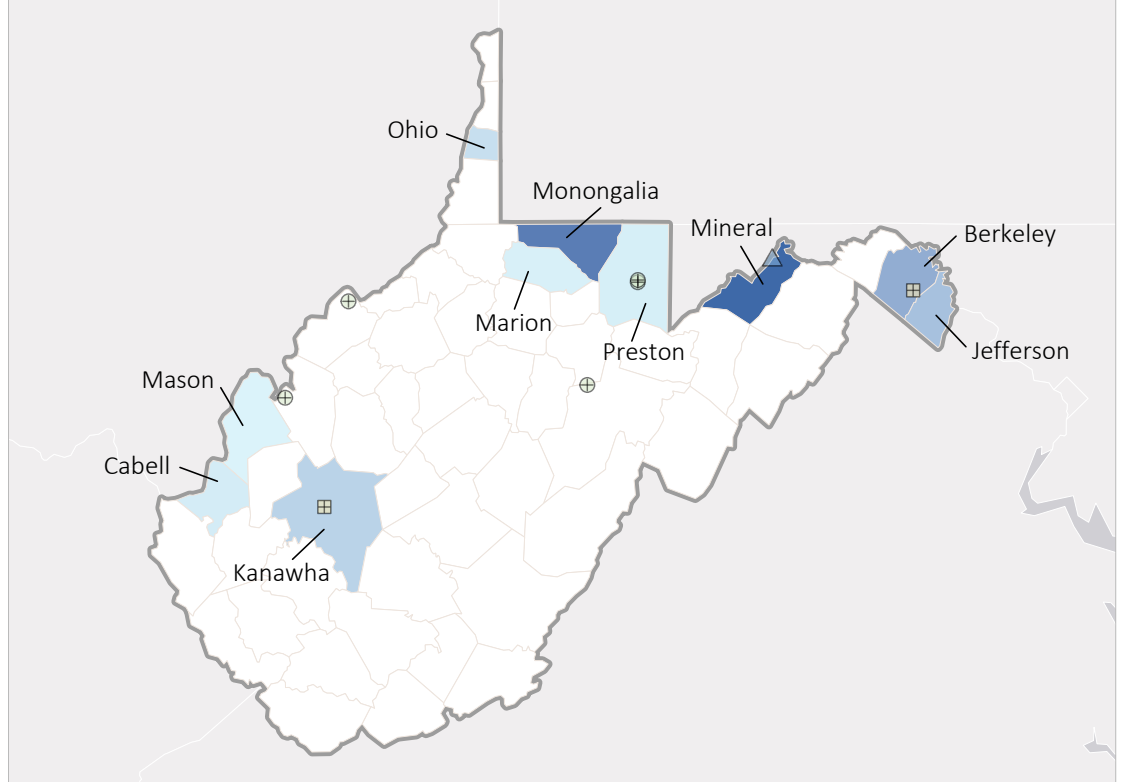 Ohio
Monongalia
Mineral
Berkeley
Marion
Preston
Jefferson
Mason
Cabell
Kanawha